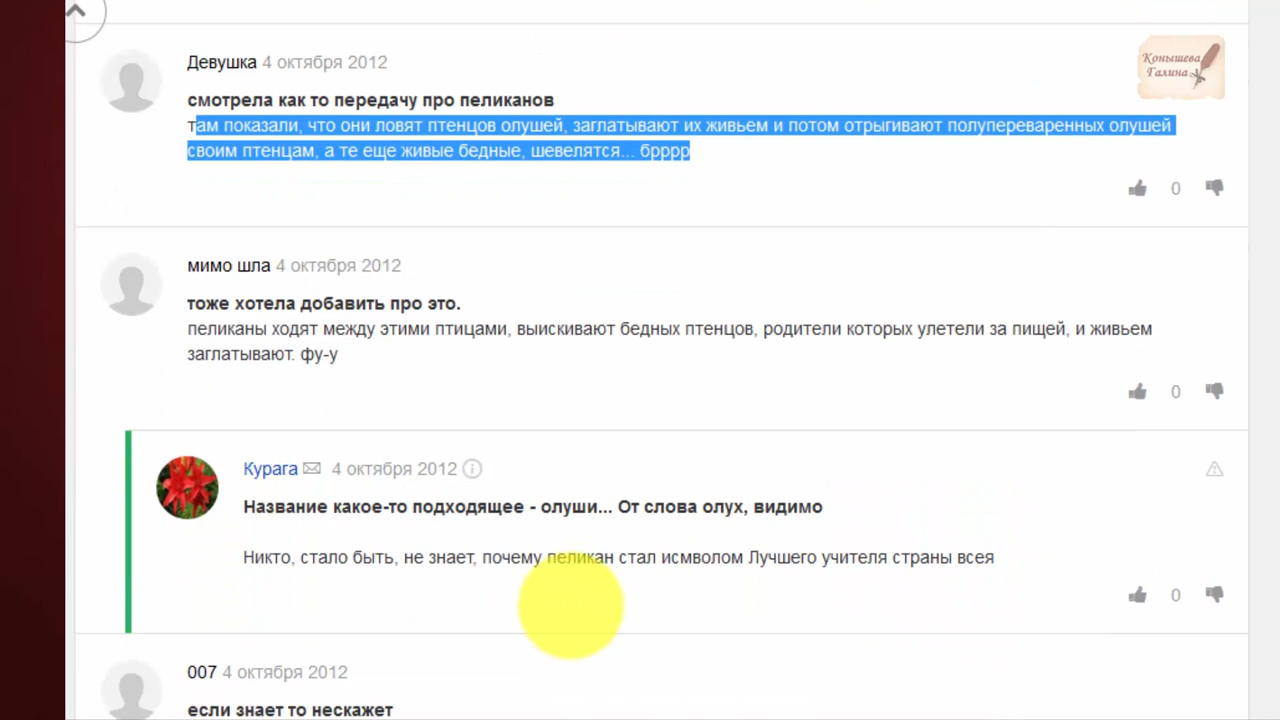 Девушка 4 октября 2012
Конышева
Галина
смотрела как то передачу про пеликанов
там показали, что они ловят птенцов олушей, заглатывают их живьем и потом отрыгивают полупереваренных олушей
своим птенцам, а те еще живые бедные, шевелятся... брррр
0
мимо шла 4 октября 2012
тоже хотела добавить про это.
пеликаны ходят между этими птицами, выискивают бедных птенцов, родители которых улетели за пищей, и живьем
заглатывают. фу-у
0
Курага 4 октября 2012
Название какое-то подходящее - олуши... От слова олух, видимо
Никто, стало быть, не знает, почему пеликан стал исмволом Лучшего учителя страны всея
0
007 4 октября 2012
если знает то нескажет